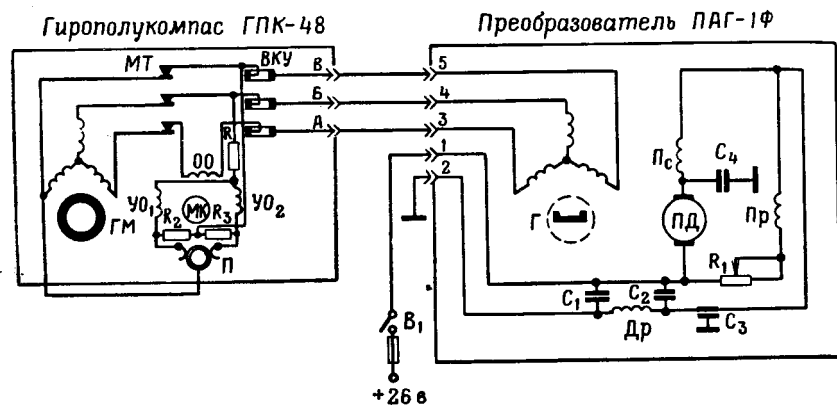 Гирополукомпас ГПК-48
Преобразователь ПАГ-1Ф
МТ
ВКУ
В
5
Б
4
А
3
1
2
R
ОО
УО₁
МК
УО₂
R₂
R₃
ГМ
П
Г
Пс
С₄
ПД
Пр
R₁
С₁
С₂
Др
С₃
В₁
+26 в